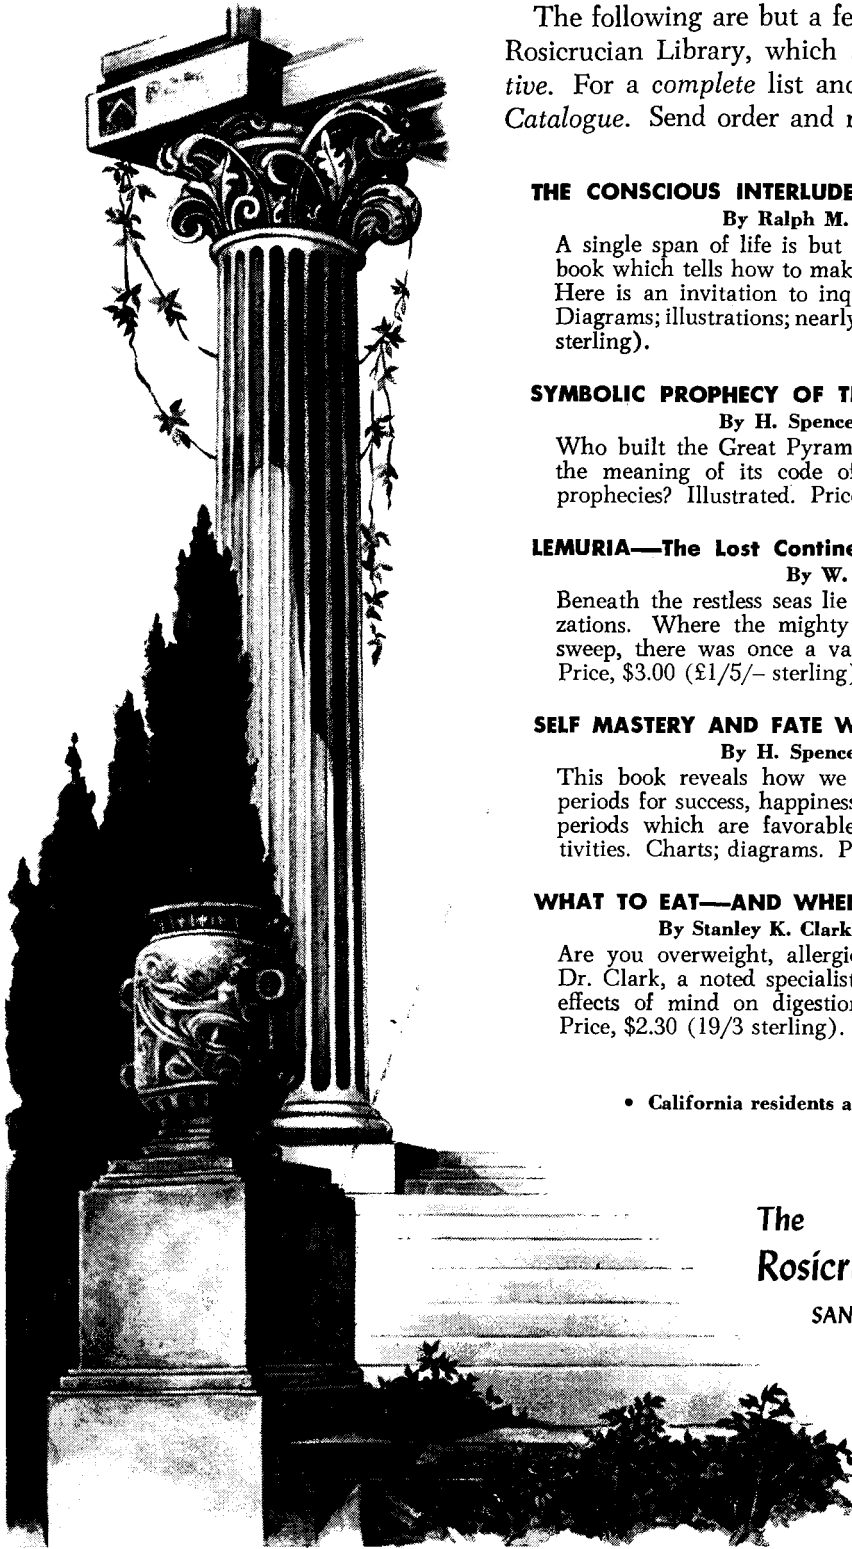 The following are but a fe
Rosicrucian Library, which
tive. For a complete list and
Catalogue. Send order and r
THE CONSCIOUS INTERLUDE
By Ralph M.
A single span of life is but
book which tells how to mak
Here is an invitation to inq
Diagrams; illustrations; nearly
sterling).
SYMBOLIC PROPHECY OF T
By H. Spence
Who built the Great Pyram
the meaning of its code of
prophecies? Illustrated. Price
LEMURIA—The Lost Contine
By W.
Beneath the restless seas lie
zations. Where the mighty
sweep, there was once a va
Price, $3.00 (£1/5/– sterling)
SELF MASTERY AND FATE W
By H. Spence
This book reveals how we
periods for success, happiness
periods which are favorable
tivities. Charts; diagrams. P
WHAT TO EAT—AND WHEN
By Stanley K. Clark
Are you overweight, allergic
Dr. Clark, a noted specialist
effects of mind on digestion
Price, $2.30 (19/3 sterling).
• California residents a
The
Rosicr
SAN